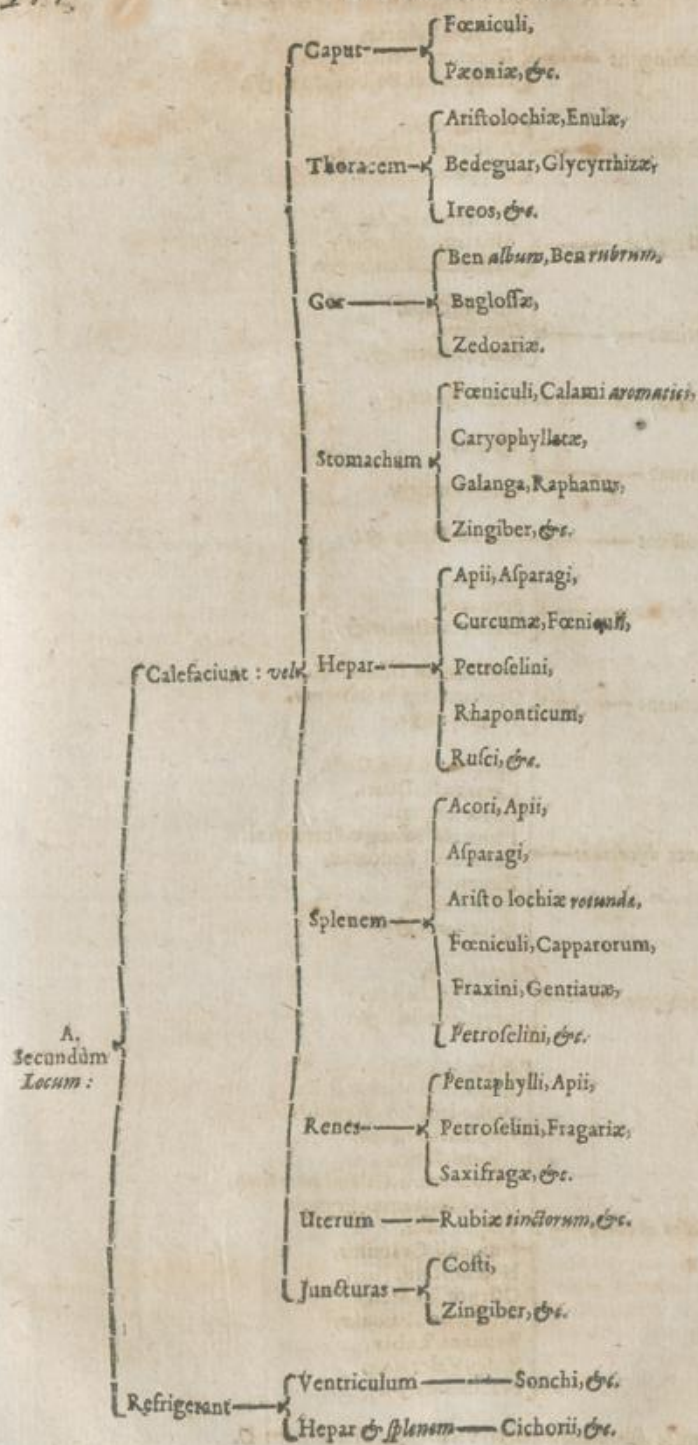 Fœniculi,
Caput
Pæoniæ, &c.
Ariſtolochiæ, Enulæ,
Thoracem
Bedeguar, Glycyrrhizæ,
Ireos, &c.
Ben album, Ben rubrum,
Cor
Bugloſſæ,
Zedoariæ.
Fœniculi, Calami aromatici,
Caryophyllatæ,
Stomachum
Galanga, Raphanus,
Zingiber, &c.
Apii, Aſparagi,
Curcumæ, Fœniculi,
Calefaciunt : vel
Hepar
Petroſelini,
Rhaponticum,
Ruſci, &c.
Acori, Apii,
Aſparagi,
Ariſto lochiæ rotundæ,
Splenem
Fœniculi, Capparorum,
Fraxini, Gentiauæ,
A.
Secundùm
Locum :
Petroſelini, &c.
Pentaphylli, Apii,
Renes
Petroſelini, Fragariæ,
Saxifragæ, &c.
Uterum
Rubiæ tinctorum, &c.
Coſti,
Juncturas
Zingiber, &c.
Ventriculum
Sonchi, &c.
Refrigerant
Hepar & ſplenem
Cichorii, &c.